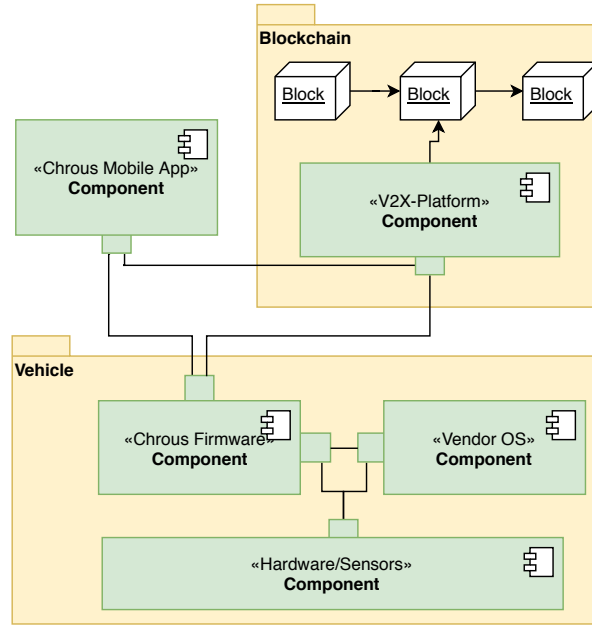 Blockchain
Block
Block
Block
«Chrous Mobile App»
Component
«V2X-Platform»
Component
Vehicle
«Chrous Firmware»
Component
«Vendor OS»
Component
«Hardware/Sensors»
Component